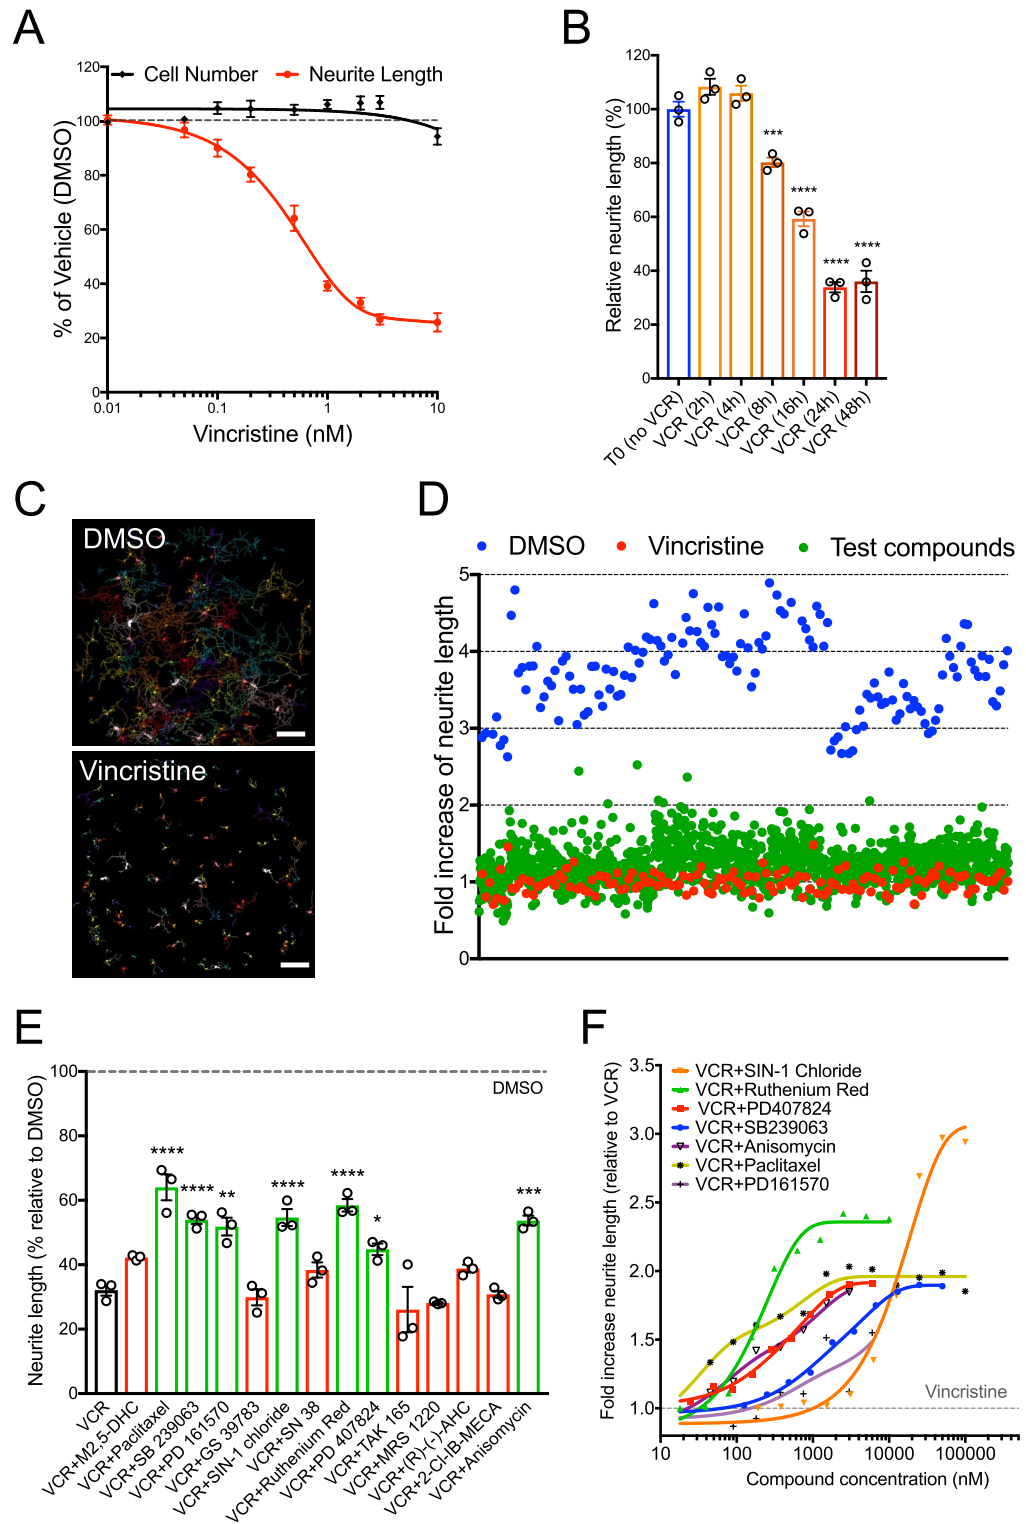 A
120
100
80
60
40
20
0
% of Vehicle (DMSO)
Cell Number
Neurite Length
0.01
0.1
1
10
Vincristine (nM)
B
120
100
80
60
40
20
0
Relative neurite length (%)
***
****
****
****
T0 (no VCR)
VCR (2h)
VCR (4h)
VCR (8h)
VCR (16h)
VCR (24h)
VCR (48h)
C
DMSO
Vincristine
D
DMSO
Vincristine
Test compounds
5
4
3
2
1
0
Fold increase of neurite length
E
100
80
60
40
20
0
Neurite length (% relative to DMSO)
DMSO
****
****
**
****
****
*
***
VCR
VCR+M2,5-DHC
VCR+Paclitaxel
VCR+SB 239063
VCR+PD 161570
VCR+GS 39783
VCR+SIN-1 chloride
VCR+SN 38
VCR+Ruthenium Red
VCR+PD 407824
VCR+TAK 165
VCR+MRS 1220
VCR+(R)-(-)-AHC
VCR+2-CI-IB-MECA
VCR+Anisomycin
F
3.5
3.0
2.5
2.0
1.5
1.0
Fold increase neurite length (relative to VCR)
VCR+SIN-1 Chloride
VCR+Ruthenium Red
VCR+PD407824
VCR+SB239063
VCR+Anisomycin
VCR+Paclitaxel
VCR+PD161570
Vincristine
10
100
1000
10000
100000
Compound concentration (nM)